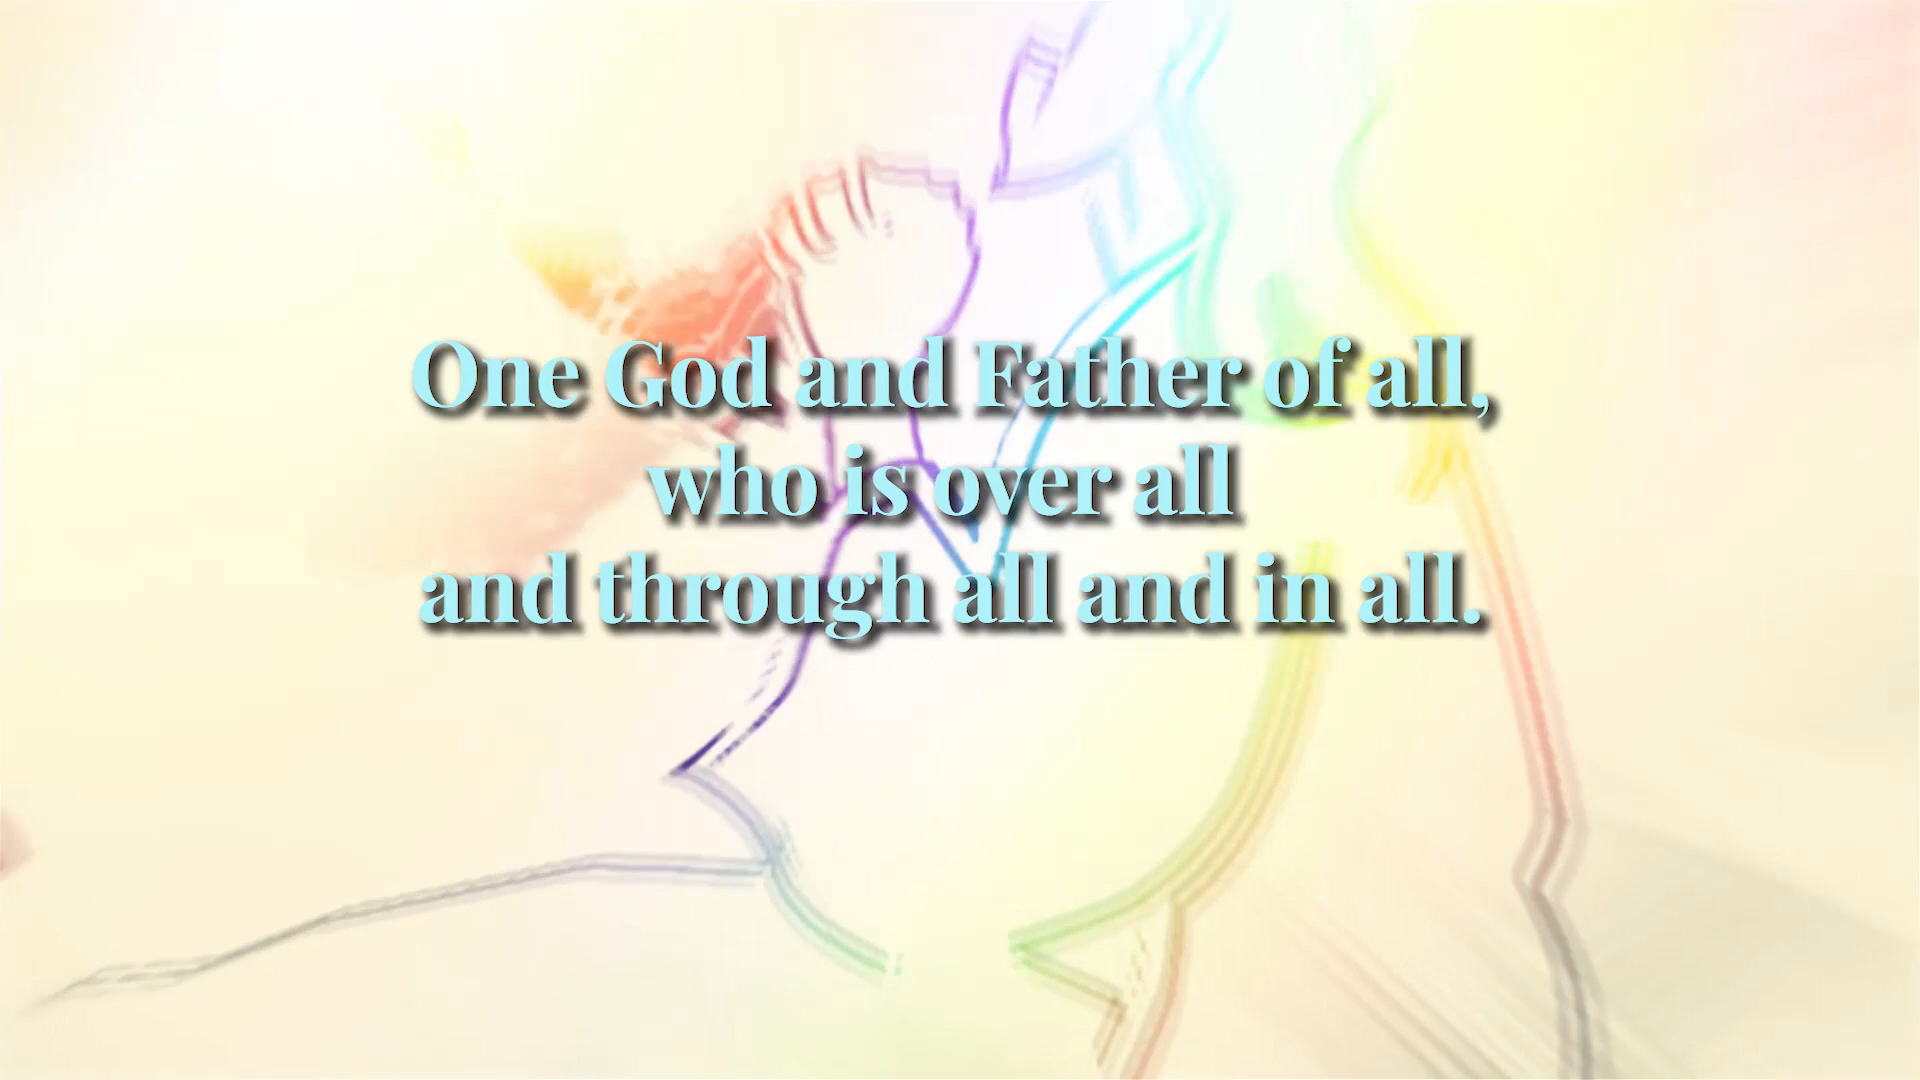 One God and Father of all,
who is over all
and through all and in all.